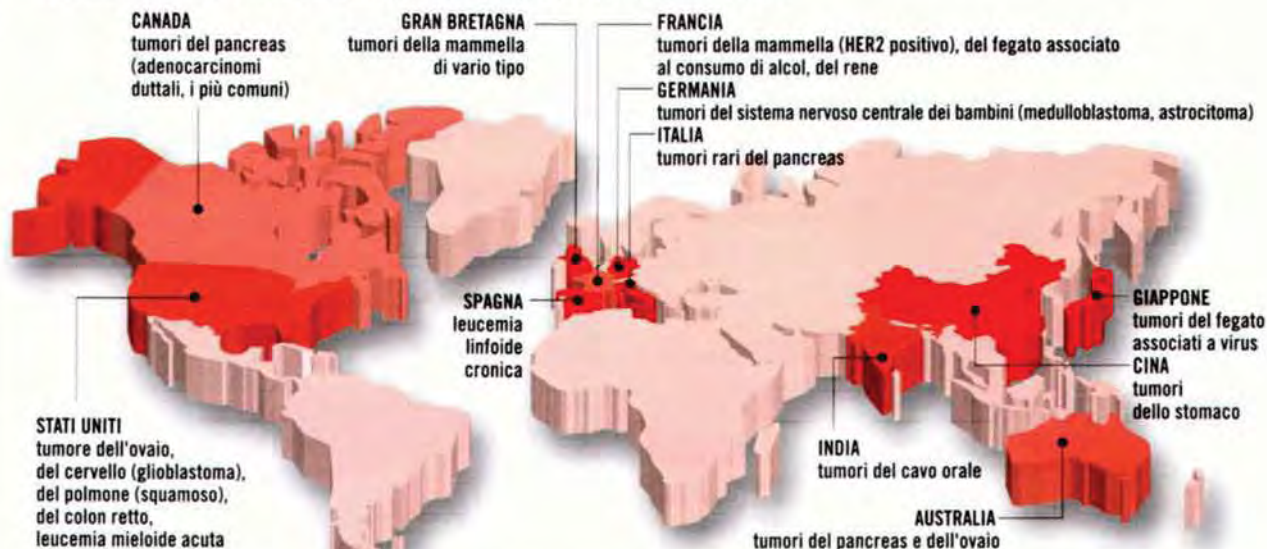 CANADA
tumori del pancreas
(adenocarcinomi
duttali, i più comuni)
GRAN BRETAGNA
tumori della mammella
di vario tipo
FRANCIA
tumori della mammella (HER2 positivo), del fegato associato
al consumo di alcol, del rene
GERMANIA
tumori del sistema nervoso centrale dei bambini (medulloblastoma, astrocitoma)
ITALIA
tumori rari del pancreas
SPAGNA
leucemia
linfoide
cronica
GIAPPONE
tumori del fegato
associati a virus
CINA
tumori
dello stomaco
STATI UNITI
tumore dell'ovaio,
del cervello (glioblastoma),
del polmone (squamoso),
del colon retto,
leucemia mieloide acuta
INDIA
tumori del cavo orale
AUSTRALIA
tumori del pancreas e dell'ovaio